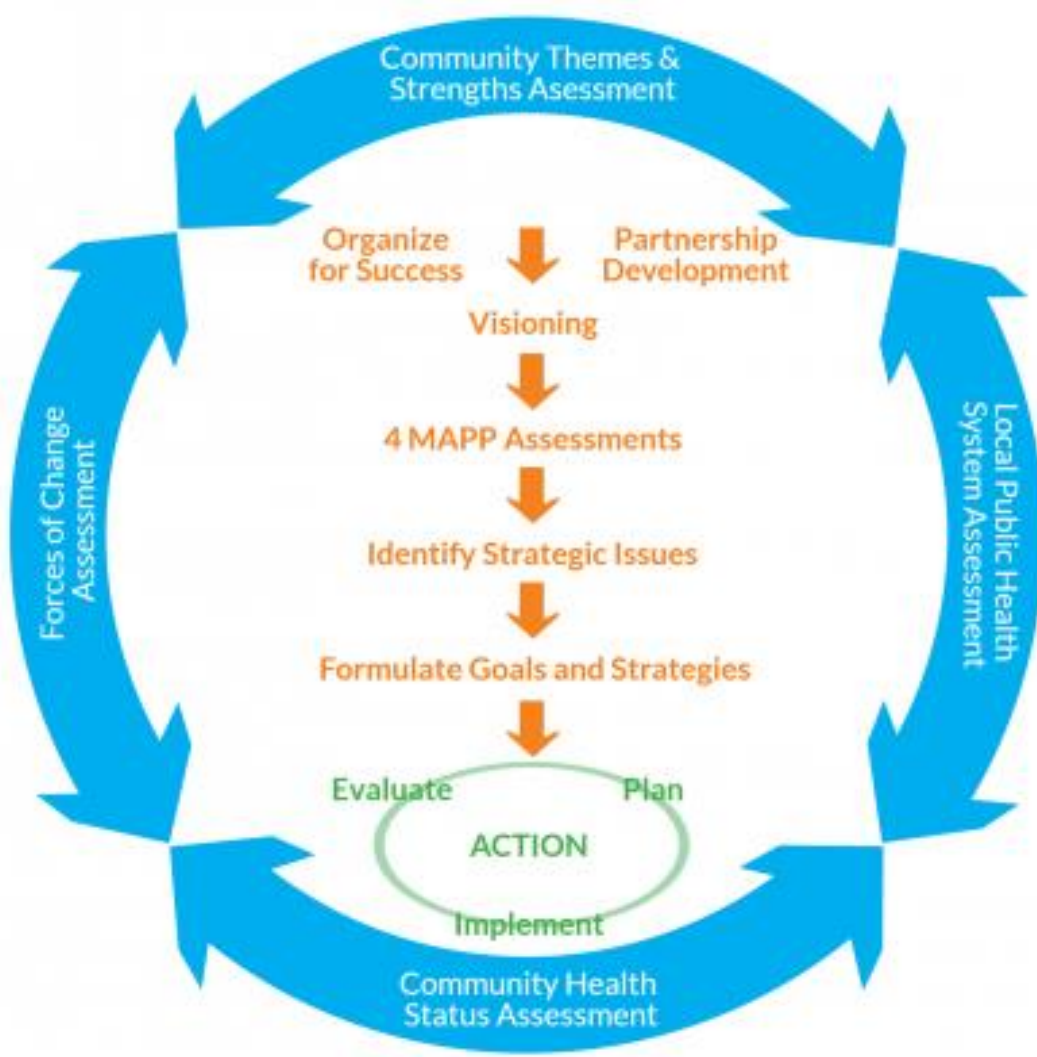 Community Themes &
Strengths Asessment
Organize
for Success
Partnership
Development
Visioning
4 MAPP Assessments
Identify Strategic Issues
Formulate Goals and Strategies
Evaluate
Plan
ACTION
Implement
Forces of Change
Assessment
Local Public Health
System Assessment
Community Health
Status Assessment